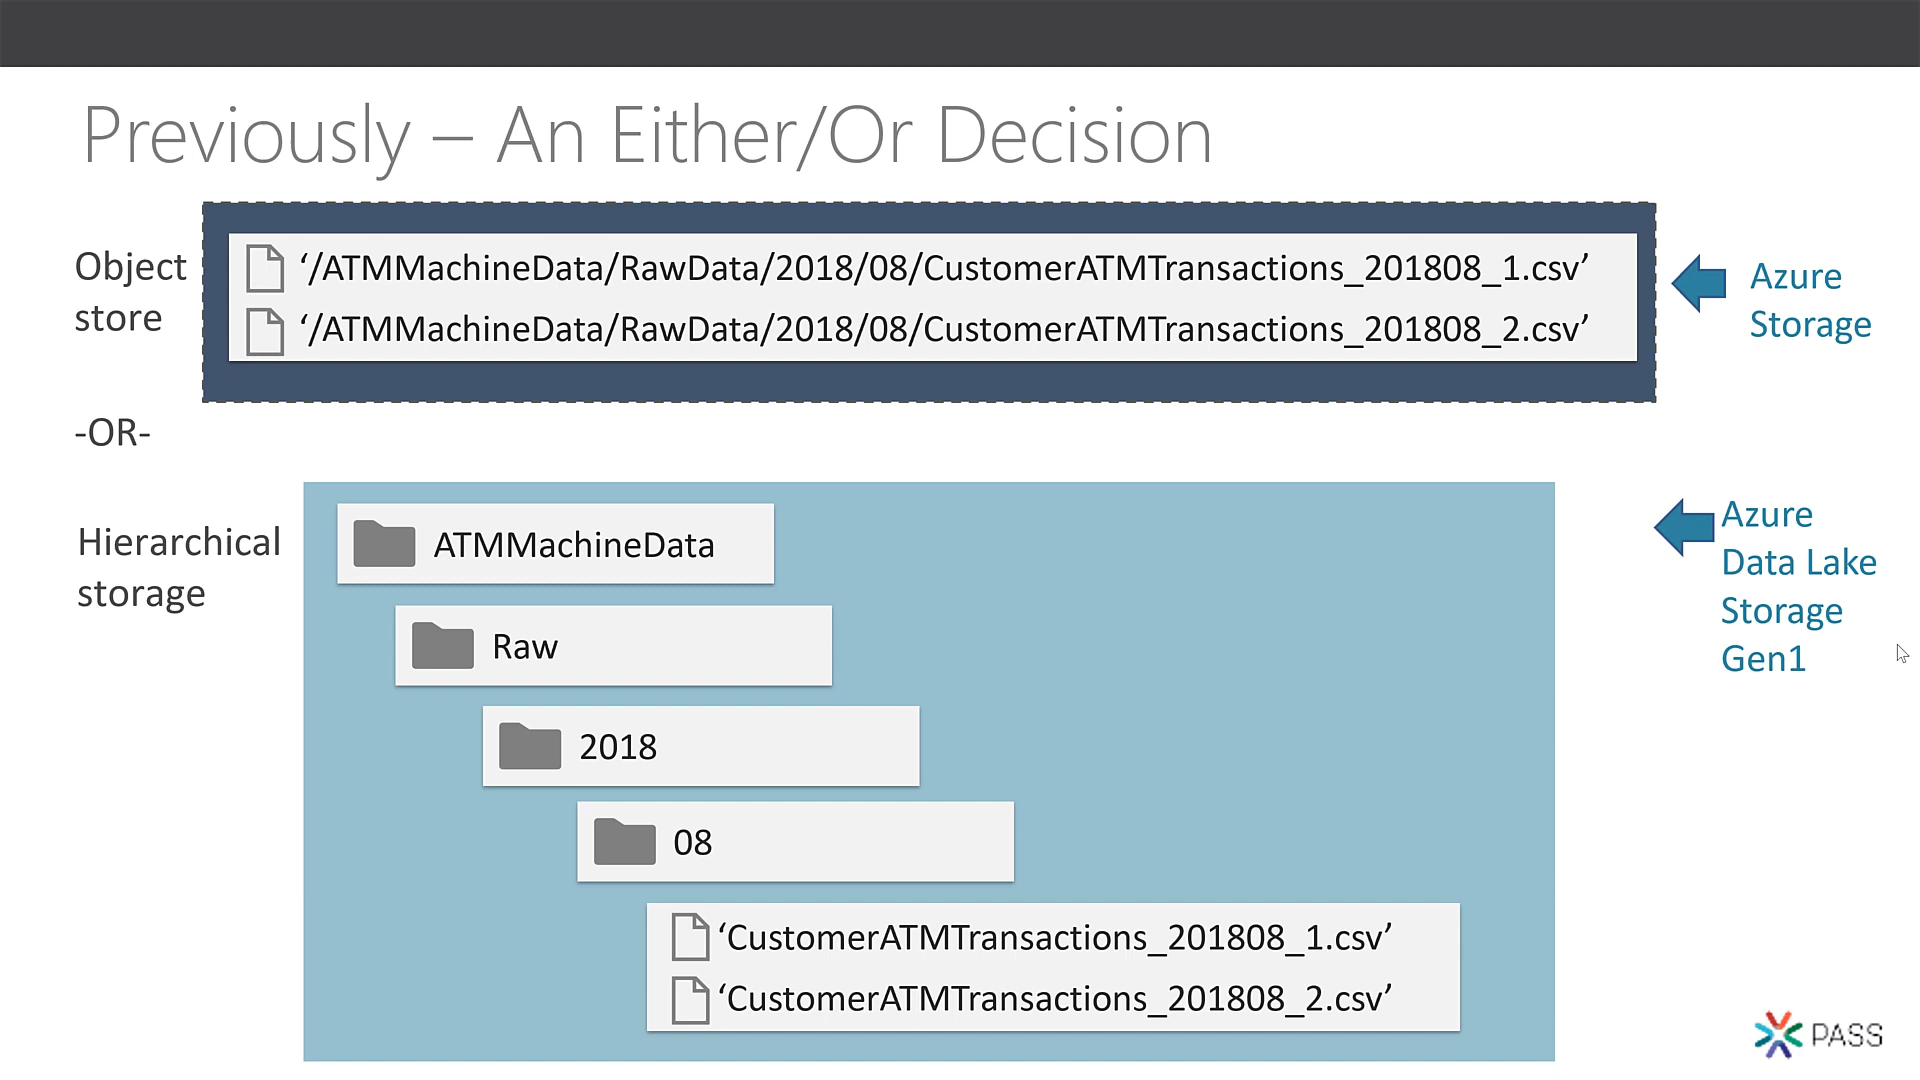 Previously – An Either/Or Decision
Object
store
‘/ATMMachineData/RawData/2018/08/CustomerATMTransactions_201808_1.csv’
‘/ATMMachineData/RawData/2018/08/CustomerATMTransactions_201808_2.csv’
Azure
Storage
-OR-
Hierarchical
storage
ATMMachineData
Raw
2018
08
‘CustomerATMTransactions_201808_1.csv’
‘CustomerATMTransactions_201808_2.csv’
Azure
Data Lake
Storage
Gen1
PASS